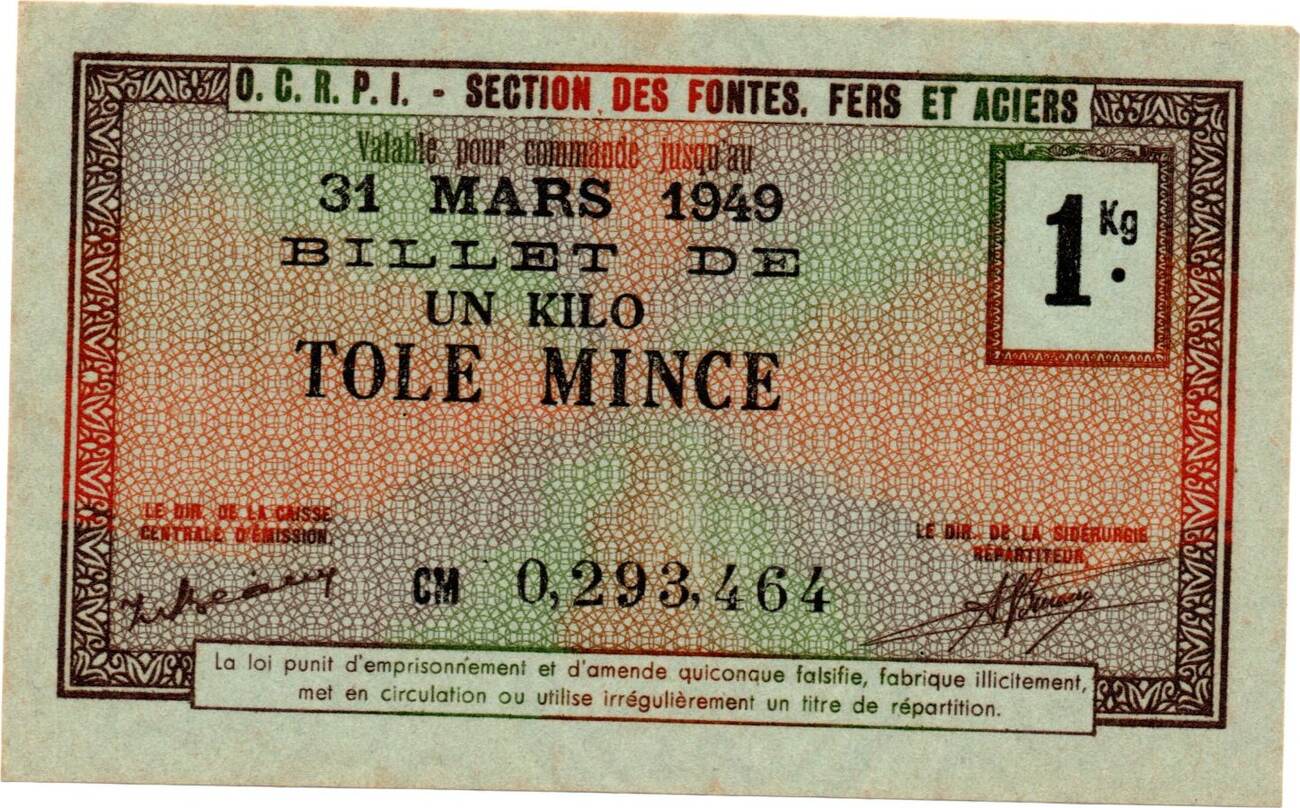 O. C. R. P. I. - SECTION DES FONTES, FERS ET ACIERS
Valable pour commande jusqu'au
31 MARS 1949
BILLET DE
UN KILO
TOLE MINCE
1 Kg.
LE DIR. DE LA CAISSE
CENTRALE D'ÉMISSION
LE DIR. DE LA SIDÉRURGIE
RÉPARTITEUR
CM 0,293,464
La loi punit d'emprisonnement et d'amende quiconque falsifie, fabrique illicitement,
met en circulation ou utilise irrégulièrement un titre de répartition.